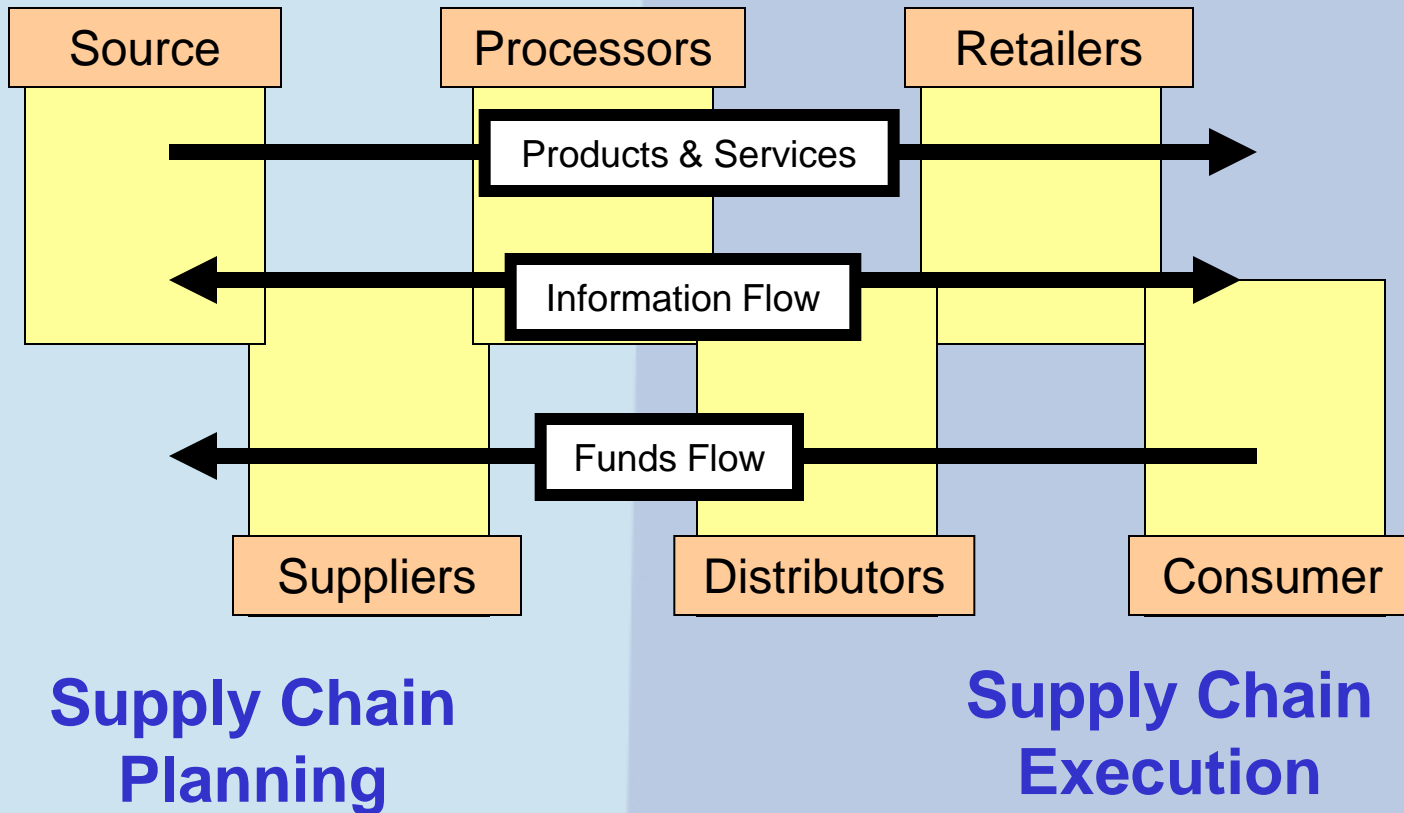 Source
Processors
Retailers
Products & Services
Information Flow
Funds Flow
Suppliers
Distributors
Consumer
Supply Chain
Planning
Supply Chain
Execution